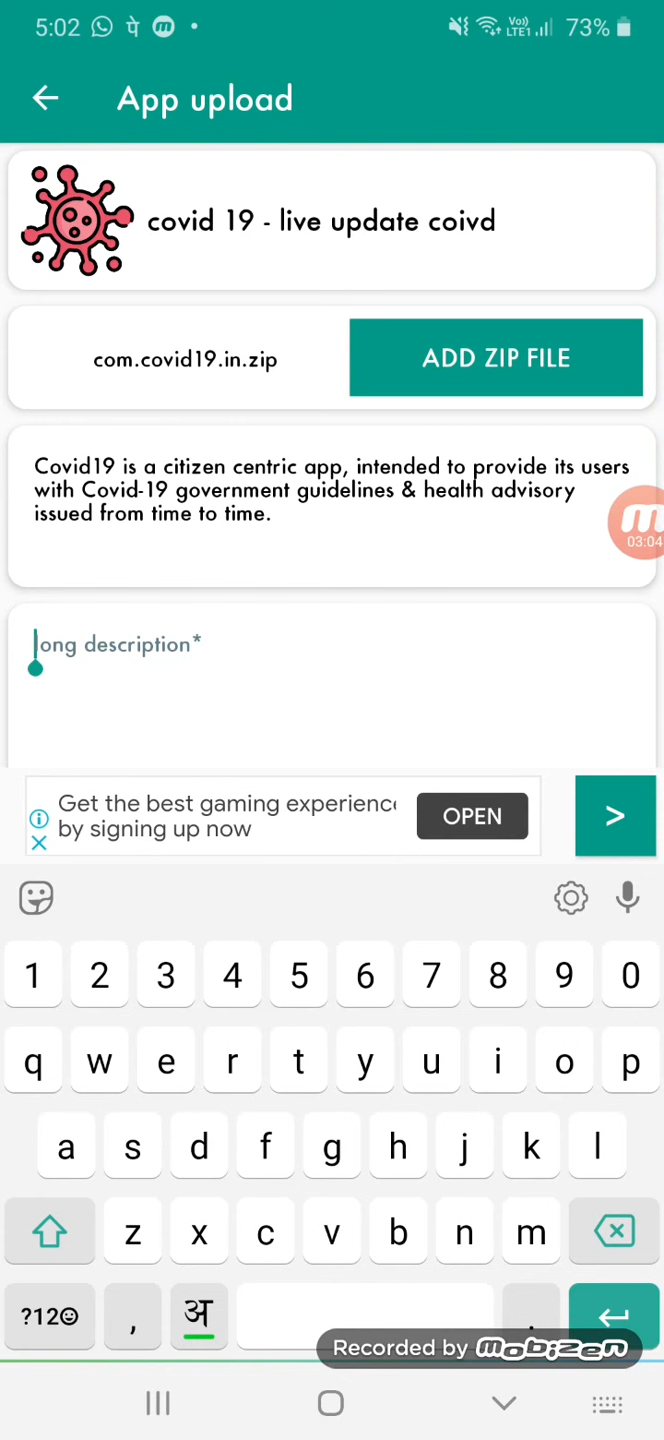 5:02 पे m
Vo)) LTE1 73%
App upload
covid 19 - live update coivd
com.covid19.in.zip
ADD ZIP FILE
Covid19 is a citizen centric app, intended to provide its users
with Covid-19 government guidelines & health advisory
issued from time to time.
m
03:04
long description*
Get the best gaming experience
by signing up now
OPEN
>
1 2 3 4 5 6 7 8 9 0
q w e r t y u i o p
a s d f g h j k l
z x c v b n m
?12☺ , अ .
Recorded by mobizen